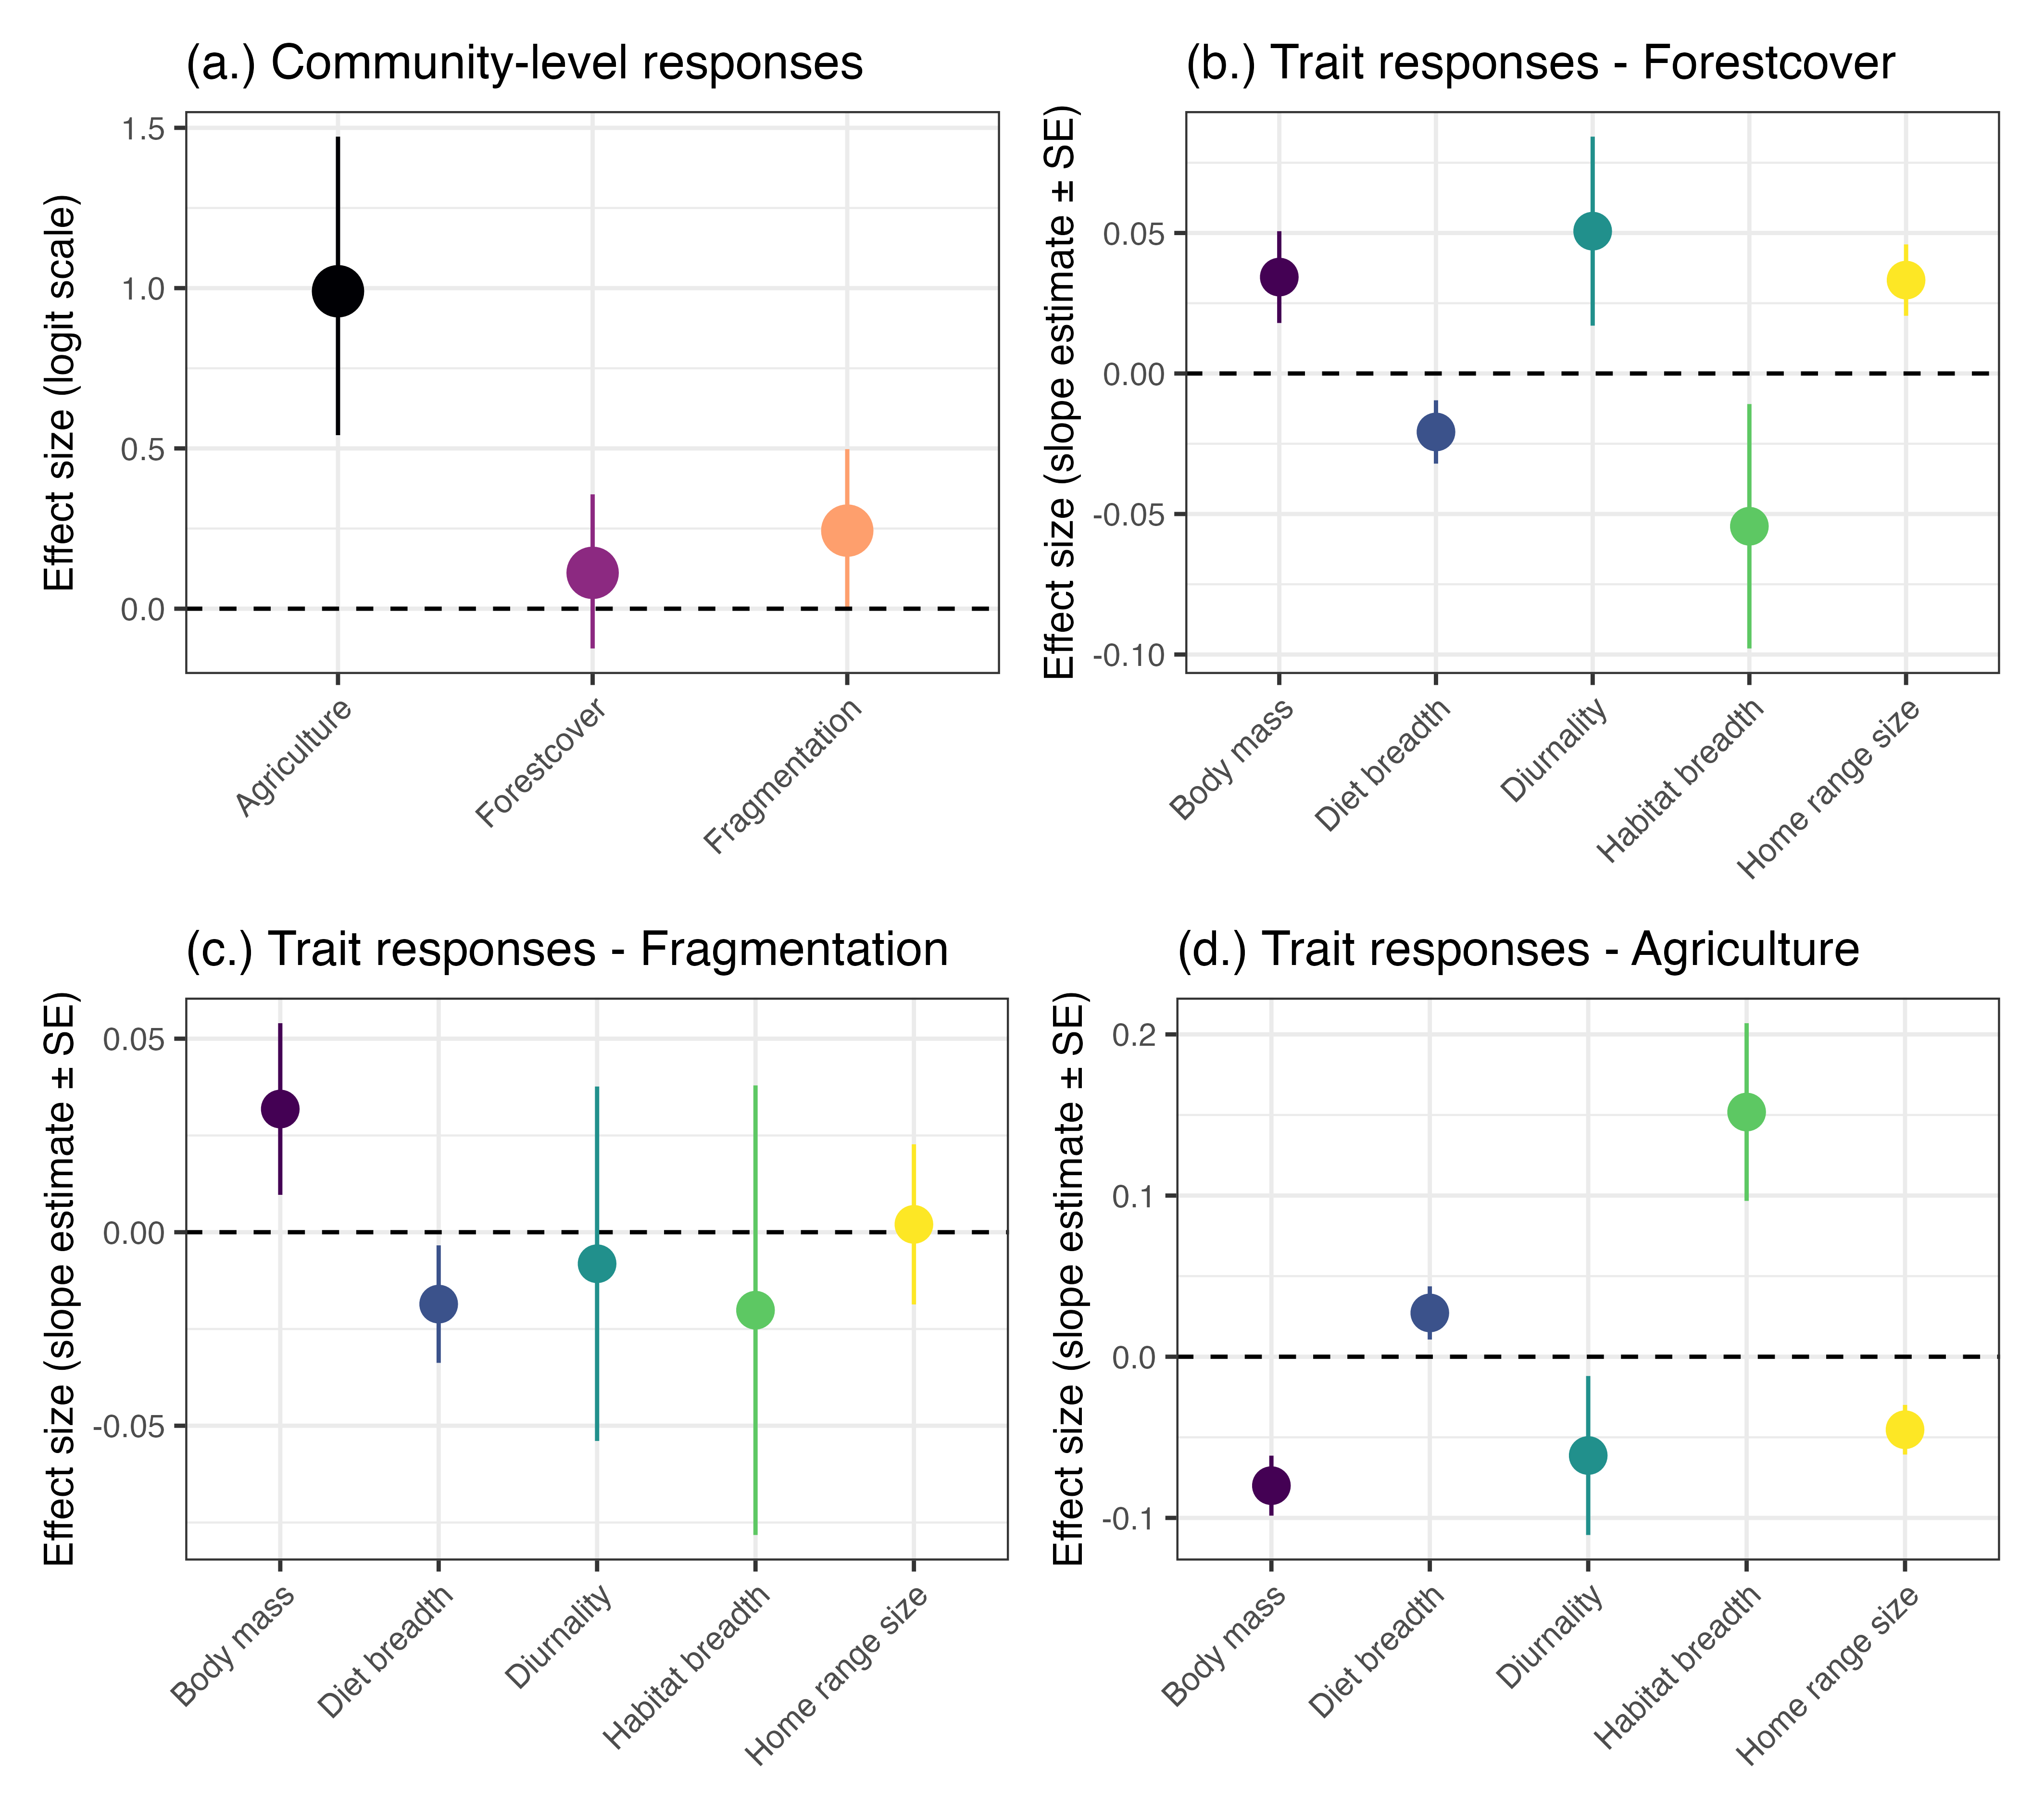 (a.) Community-level responses
Effect size (logit scale)
1.5
1.0
0.5
0.0
Agriculture
Forestcover
Fragmentation
(b.) Trait responses - Forestcover
Effect size (slope estimate ± SE)
0.05
0.00
-0.05
-0.10
Body mass
Diet breadth
Diurnality
Habitat breadth
Home range size
(c.) Trait responses - Fragmentation
Effect size (slope estimate ± SE)
0.05
0.00
-0.05
Body mass
Diet breadth
Diurnality
Habitat breadth
Home range size
(d.) Trait responses - Agriculture
Effect size (slope estimate ± SE)
0.2
0.1
0.0
-0.1
Body mass
Diet breadth
Diurnality
Habitat breadth
Home range size